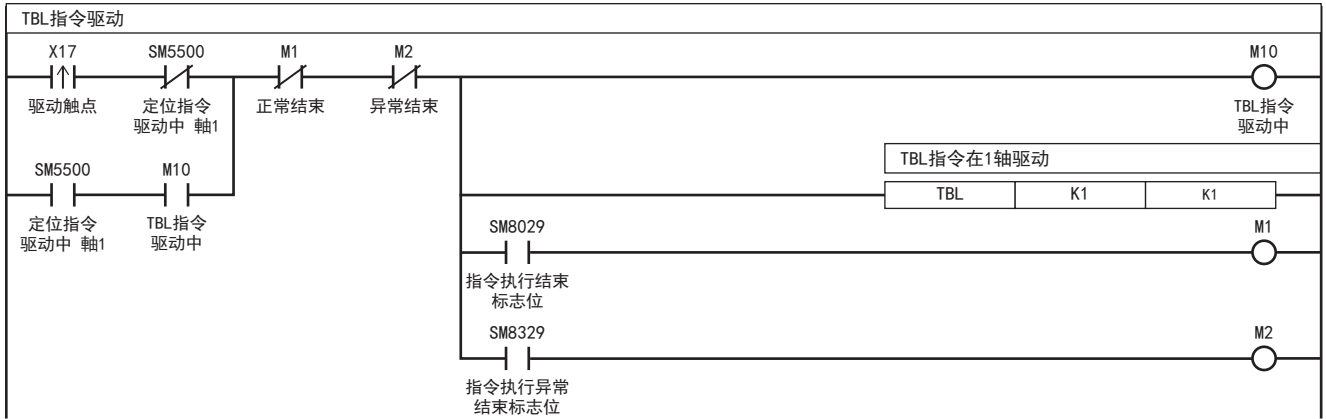 TBL指令驱动
X17 SM5500 M1 M2 M10
驱动触点 定位指令 正常结束 异常结束 TBL指令
驱动中 軸1 驱动中
TBL指令在1轴驱动
SM5500 M10
TBL K1 K1
定位指令 TBL指令
驱动中 軸1 驱动中
SM8029 M1
指令执行结束
标志位
SM8329 M2
指令执行异常
结束标志位